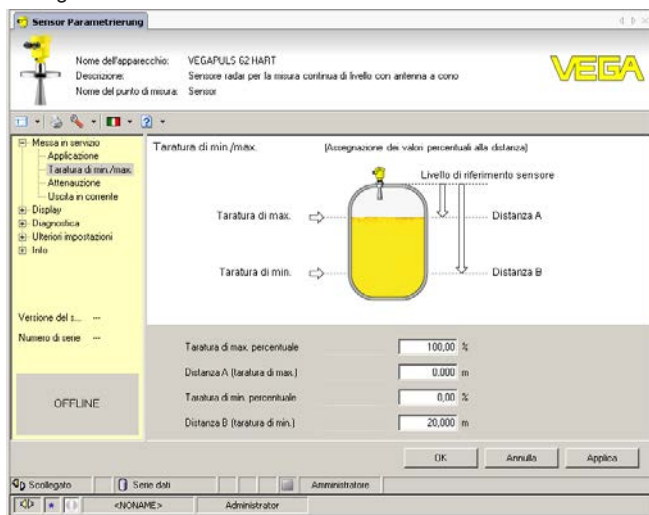 Sensor Parametrierung
Nome dell'apparecchio: VEGAPULS 62 HART
Descrizione: Sensore radar per la misura continua di livello con antenna a cono
Nome del punto di misura: Sensor
VEGA
Messa in servizio
Applicazione
Taratura di min./max.
Attenuazione
Uscita in corrente
Display
Diagnostica
Ulteriori impostazioni
Info
Versione del s... ---
Numero di serie ---
OFFLINE
Taratura di min./max. (Assegnazione dei valori percentuali alla distanza)
Livello di riferimento sensore
Taratura di max. Distanza A
Taratura di min. Distanza B
Taratura di max. percentuale 100,00 %
Distanza A (taratura di max.) 0.000 m
Taratura di min. percentuale 0,00 %
Distanza B (taratura di min.) 20,000 m
OK Annulla Applica
Scollegato Serie dati Amministratore
<NONAME> Administrator